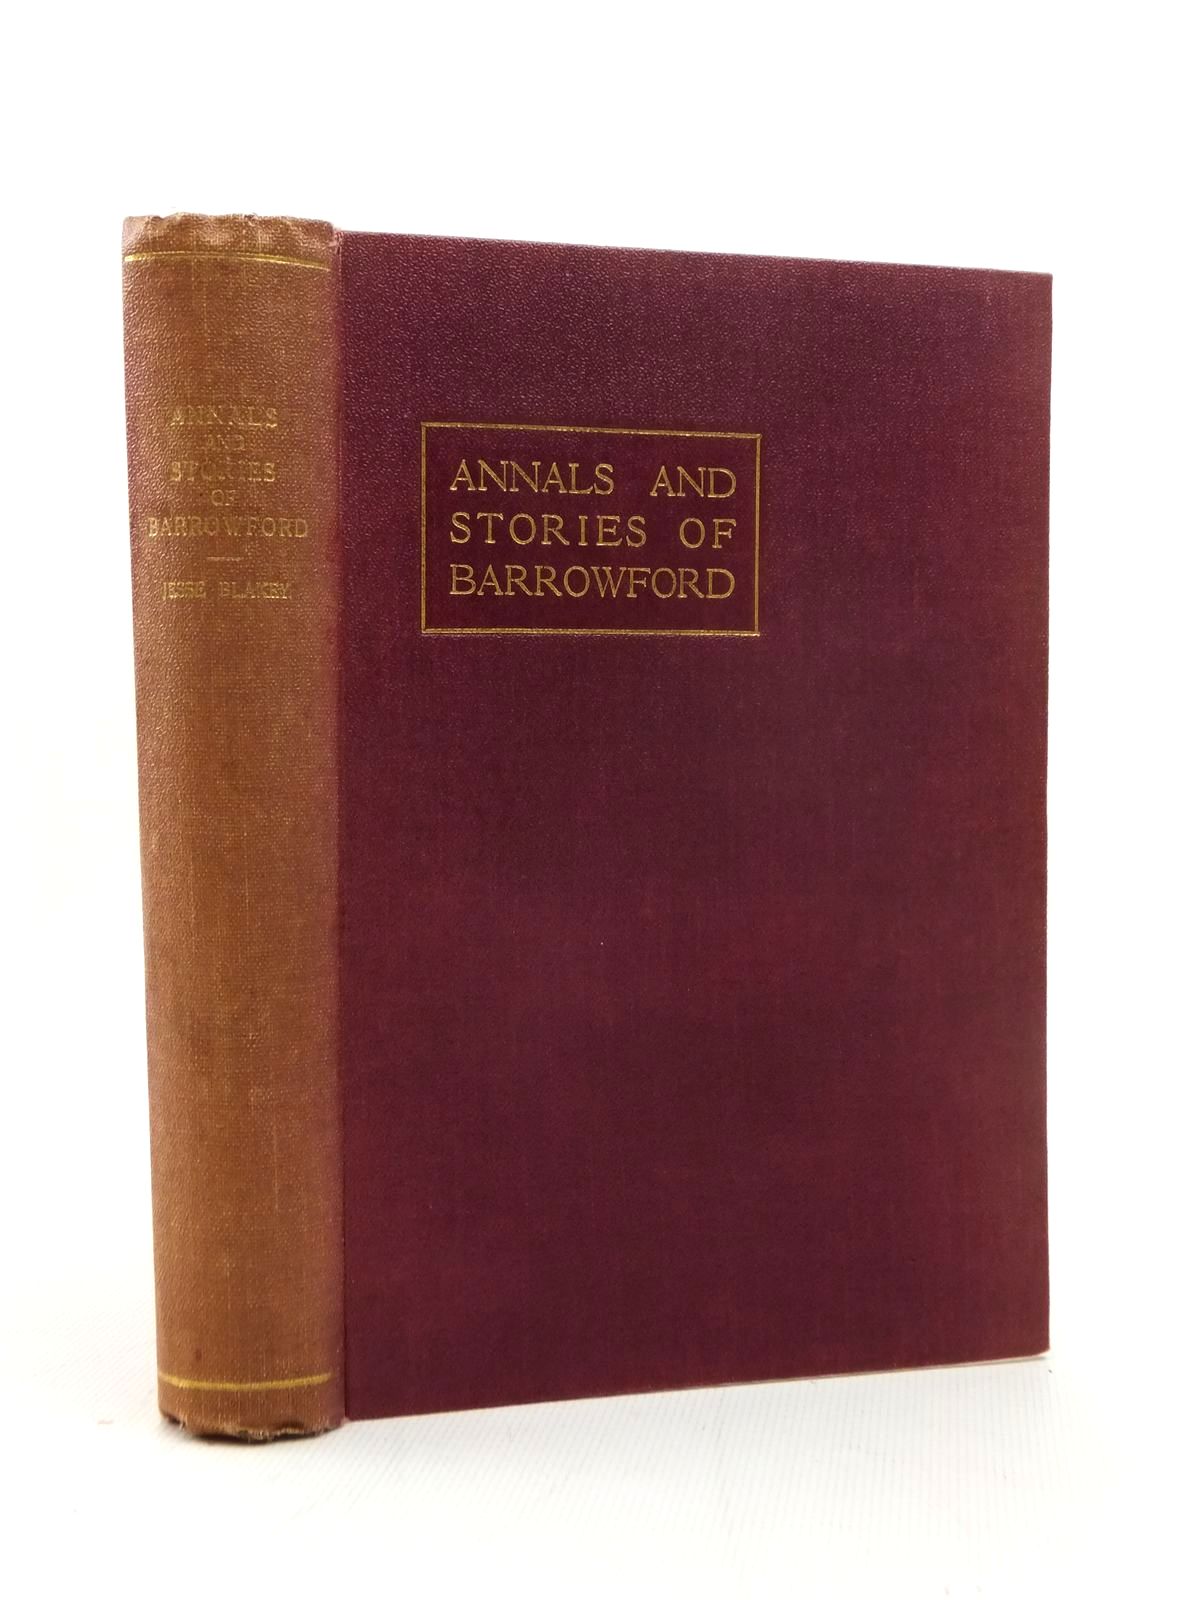 ANNALS
AND
STORIES
OF
BARROWFORD
JESSE BLAKEY
ANNALS AND
STORIES OF
BARROWFORD